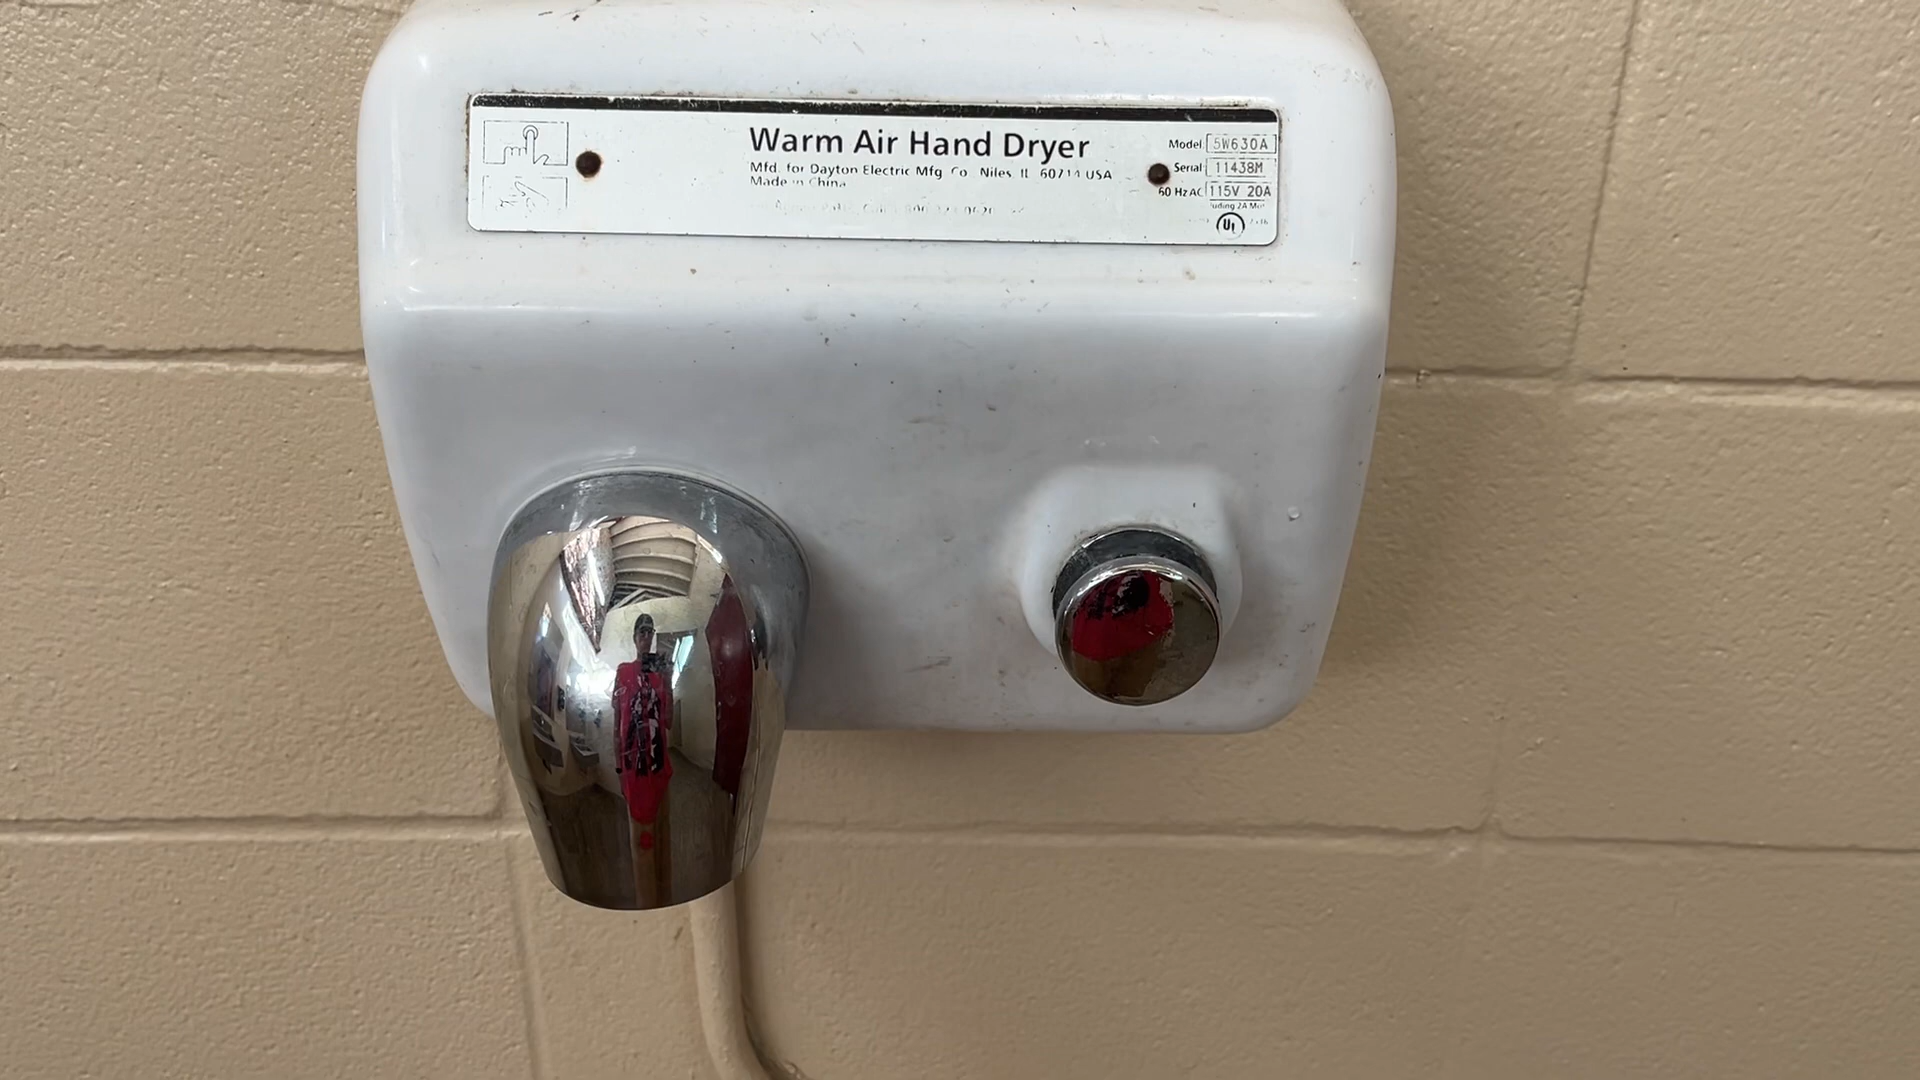 Warm Air Hand Dryer
Mfd. for Dayton Electric Mfg. Co. Niles IL 60714 USA
Made in China
Model 5W630A
Serial 11438M
60 Hz AC 115V 20A
UL